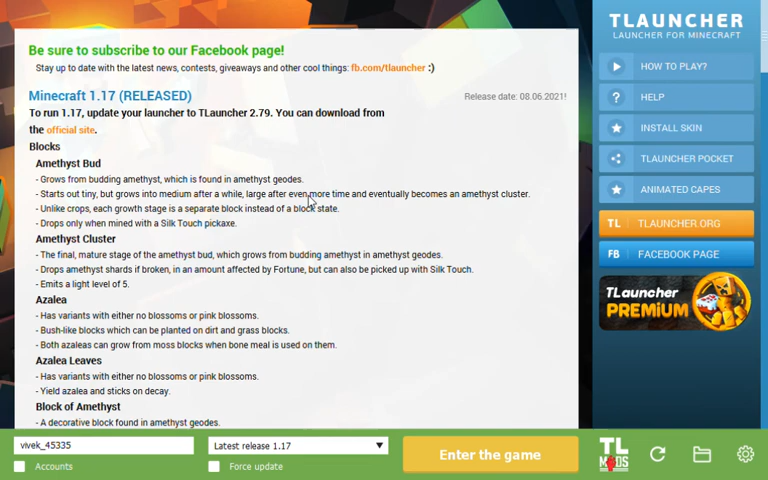 Be sure to subscribe to our Facebook page!
Stay up to date with the latest news, contests, giveaways and other cool things: fb.com/tlauncher :)
Minecraft 1.17 (RELEASED)
Release date: 08.06.2021!
To run 1.17, update your launcher to TLauncher 2.79. You can download from
the official site.
Blocks
Amethyst Bud
- Grows from budding amethyst, which is found in amethyst geodes.
- Starts out tiny, but grows into medium after a while, large after even more time and eventually becomes an amethyst cluster.
- Unlike crops, each growth stage is a separate block instead of a block state.
- Drops only when mined with a Silk Touch pickaxe.
Amethyst Cluster
- The final, mature stage of the amethyst bud, which grows from budding amethyst in amethyst geodes.
- Drops amethyst shards if broken, in an amount affected by Fortune, but can also be picked up with Silk Touch.
- Emits a light level of 5.
Azalea
- Has variants with either no blossoms or pink blossoms.
- Bush-like blocks which can be planted on dirt and grass blocks.
- Both azaleas can grow from moss blocks when bone meal is used on them.
Azalea Leaves
- Has variants with either no blossoms or pink blossoms.
- Yield azalea and sticks on decay.
Block of Amethyst
- A decorative block found in amethyst geodes.
TLAUNCHER
LAUNCHER FOR MINECRAFT
HOW TO PLAY?
? HELP
INSTALL SKIN
TLAUNCHER POCKET
ANIMATED CAPES
TL TLAUNCHER.ORG
FB FACEBOOK PAGE
TLauncher
PREMIUM
vivek_45335
Latest release 1.17
Enter the game
TL
MODS
Accounts
Force update